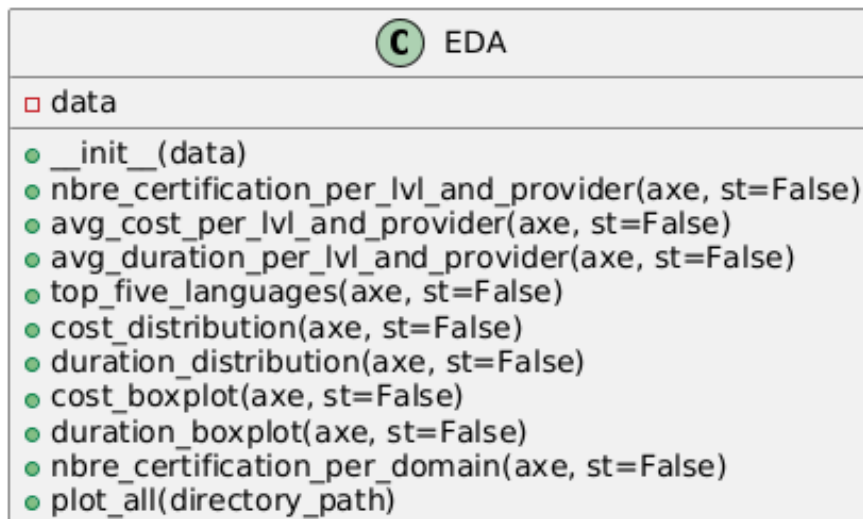 C EDA
data
__init__(data)
nbre_certification_per_lvl_and_provider(axe, st=False)
avg_cost_per_lvl_and_provider(axe, st=False)
avg_duration_per_lvl_and_provider(axe, st=False)
top_five_languages(axe, st=False)
cost_distribution(axe, st=False)
duration_distribution(axe, st=False)
cost_boxplot(axe, st=False)
duration_boxplot(axe, st=False)
nbre_certification_per_domain(axe, st=False)
plot_all(directory_path)